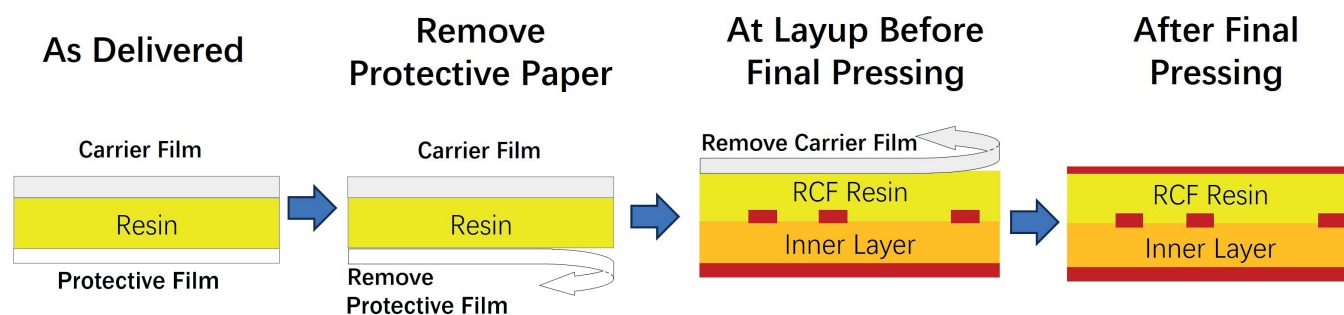 As Delivered
Remove
Protective Paper
At Layup Before
Final Pressing
After Final
Pressing
Carrier Film
Resin
Protective Film
Carrier Film
Resin
Remove
Protective Film
Remove Carrier Film
RCF Resin
Inner Layer
RCF Resin
Inner Layer